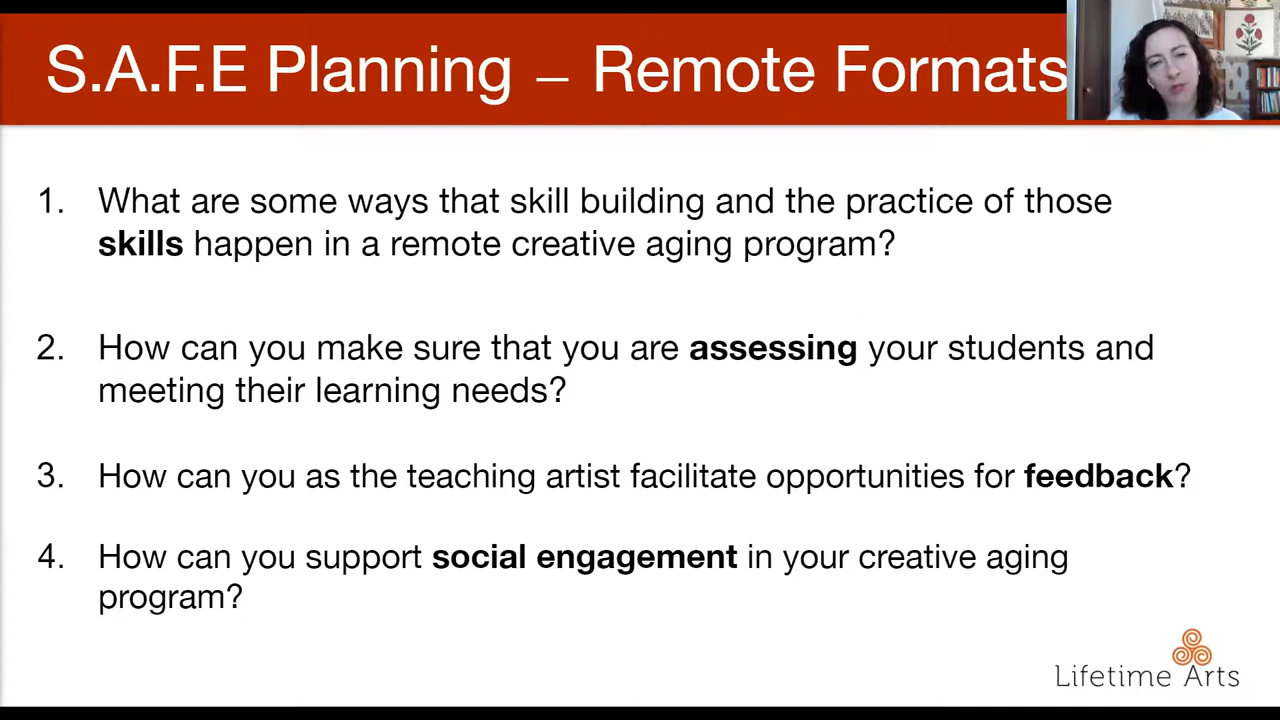 S.A.F.E Planning – Remote Formats
1. What are some ways that skill building and the practice of those
skills happen in a remote creative aging program?
2. How can you make sure that you are assessing your students and
meeting their learning needs?
3. How can you as the teaching artist facilitate opportunities for feedback?
4. How can you support social engagement in your creative aging
program?
Lifetime Arts